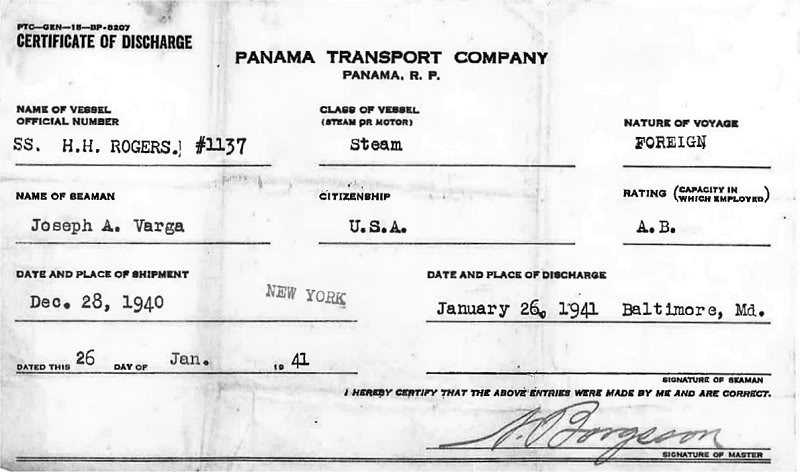 PTC—GEN—15—BP-6207
CERTIFICATE OF DISCHARGE
PANAMA TRANSPORT COMPANY
PANAMA, R. P.
NAME OF VESSEL
OFFICIAL NUMBER
CLASS OF VESSEL
(STEAM OR MOTOR)
NATURE OF VOYAGE
SS. H.H. ROGERS. #1137
Steam
FOREIGN
NAME OF SEAMAN
CITIZENSHIP
RATING (CAPACITY IN WHICH EMPLOYED)
Joseph A. Varga
U.S.A.
A.B.
DATE AND PLACE OF SHIPMENT
DATE AND PLACE OF DISCHARGE
Dec. 28, 1940 NEW YORK
January 26, 1941 Baltimore, Md.
DATED THIS 26 DAY OF Jan. 19 41
SIGNATURE OF SEAMAN
I HEREBY CERTIFY THAT THE ABOVE ENTRIES WERE MADE BY ME AND ARE CORRECT.
SIGNATURE OF MASTER